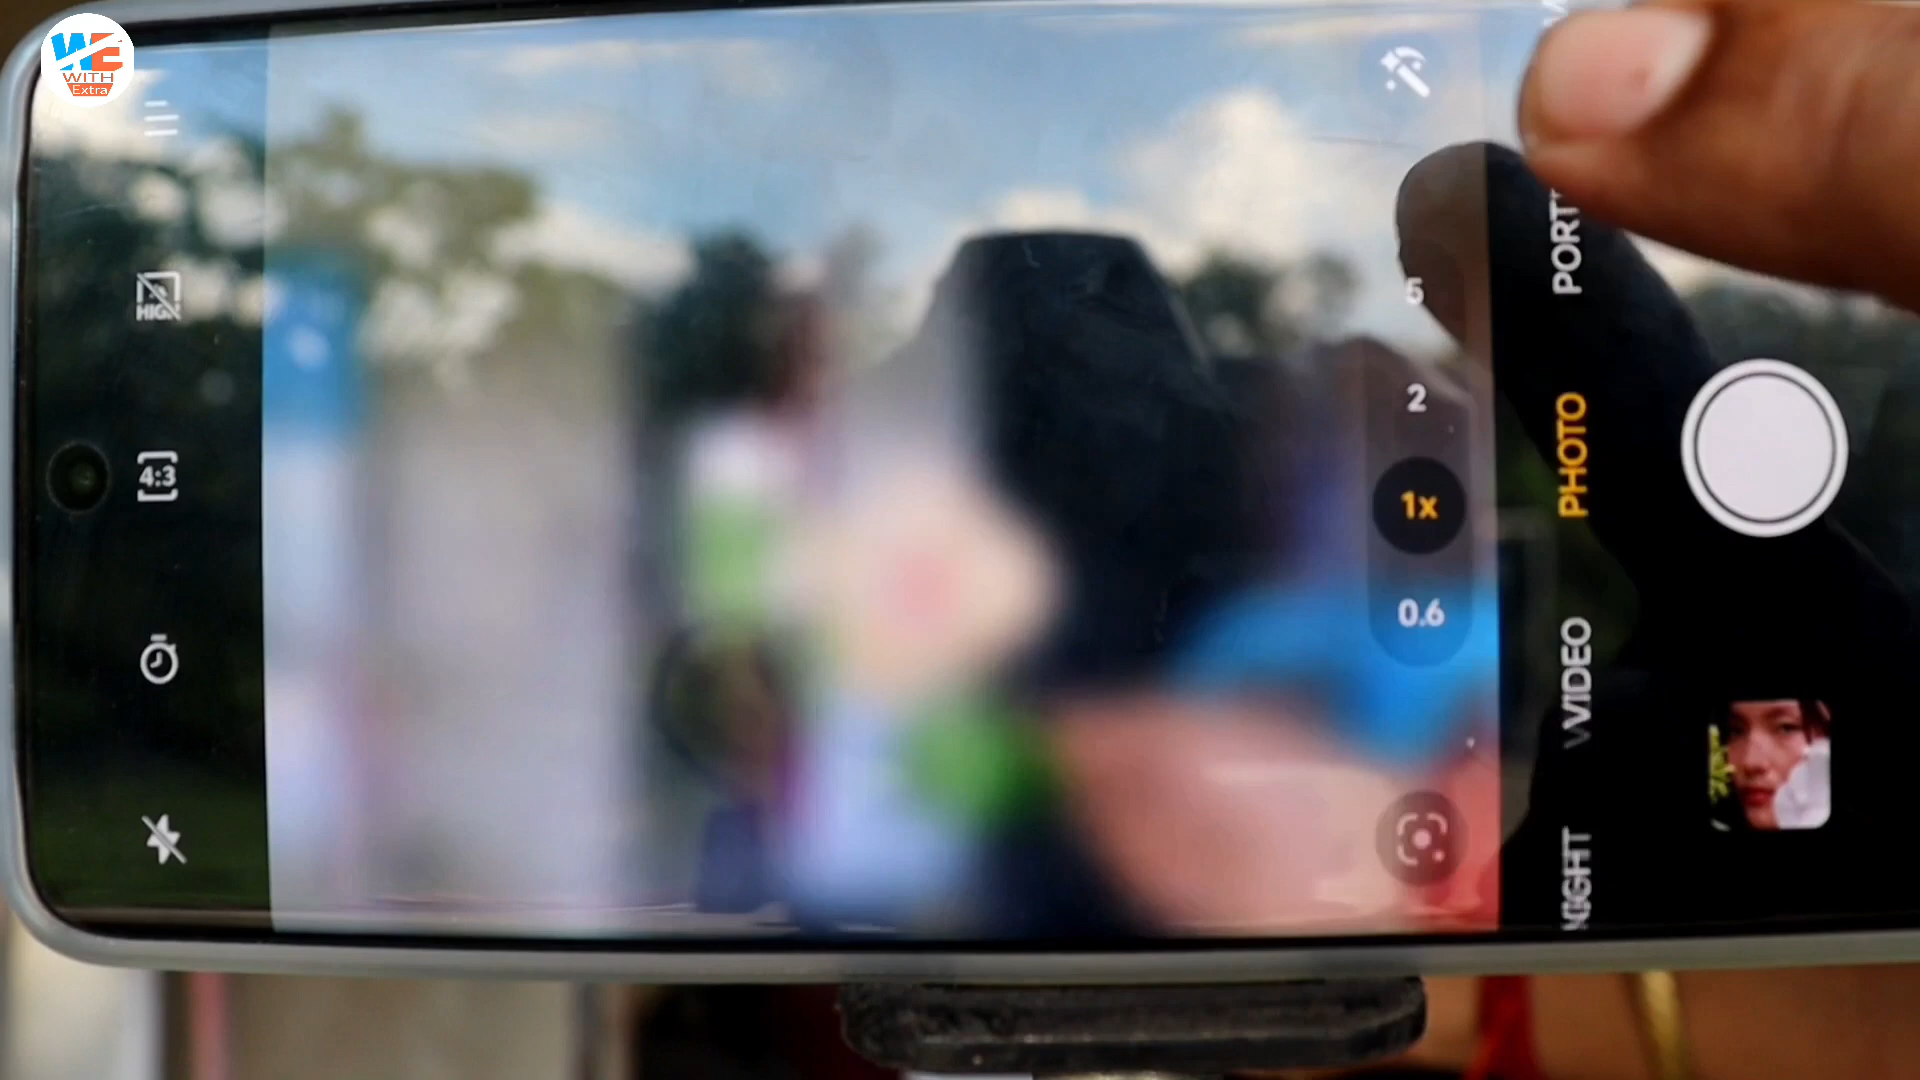 WE
WITH
Extra
HIGH
4:3
5
2
1x
0.6
PORT
PHOTO
VIDEO
NIGHT